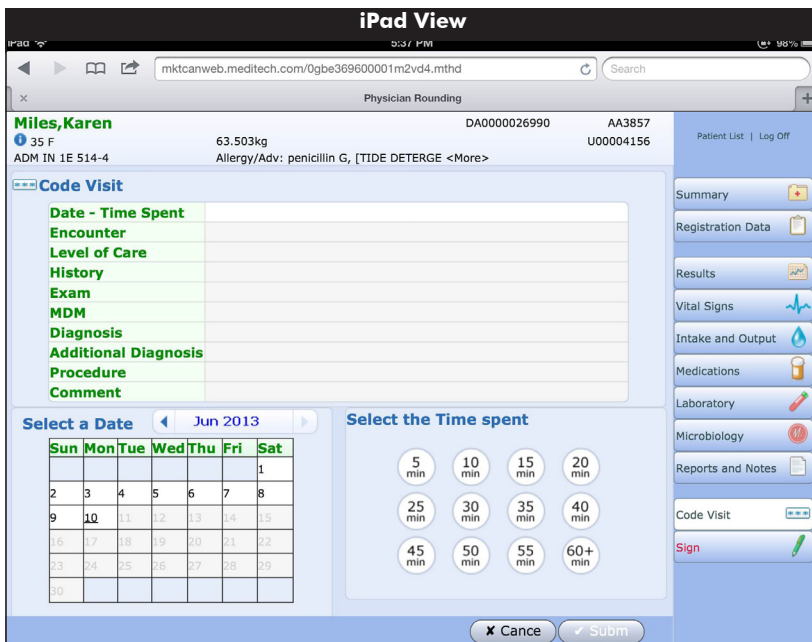 iPad View
iPad 5:37 PM 98%
mktcanweb.meditech.com/0gbe369600001m2vd4.mthd Search
Physician Rounding
Miles,Karen DA0000026990 AA3857
35 F 63.503kg U00004156
ADM IN 1E 514-4 Allergy/Adv: penicillin G, [TIDE DETERGE <More>
Patient List | Log Off
Code Visit
Date - Time Spent
Encounter
Level of Care
History
Exam
MDM
Diagnosis
Additional Diagnosis
Procedure
Comment
Select a Date Jun 2013
Sun Mon Tue Wed Thu Fri Sat
1
2 3 4 5 6 7 8
9 10 11 12 13 14 15
16 17 18 19 20 21 22
23 24 25 26 27 28 29
30
Select the Time spent
5 min 10 min 15 min 20 min
25 min 30 min 35 min 40 min
45 min 50 min 55 min 60+ min
✘ Cance ✓ Subm
Summary
Registration Data
Results
Vital Signs
Intake and Output
Medications
Laboratory
Microbiology
Reports and Notes
Code Visit
Sign